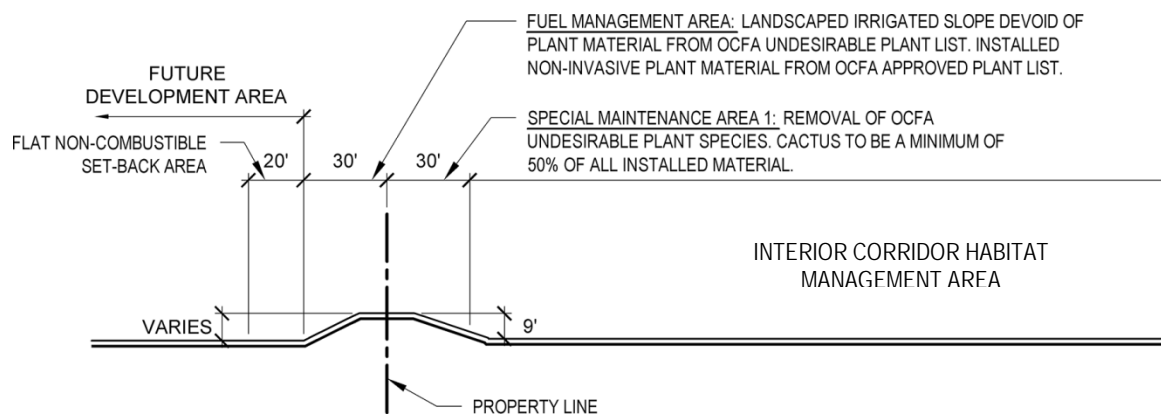 FUEL MANAGEMENT AREA: LANDSCAPED IRRIGATED SLOPE DEVOID OF
PLANT MATERIAL FROM OCFA UNDESIRABLE PLANT LIST. INSTALLED
NON-INVASIVE PLANT MATERIAL FROM OCFA APPROVED PLANT LIST.
FUTURE
DEVELOPMENT AREA
SPECIAL MAINTENANCE AREA 1: REMOVAL OF OCFA
UNDESIRABLE PLANT SPECIES. CACTUS TO BE A MINIMUM OF
50% OF ALL INSTALLED MATERIAL.
FLAT NON-COMBUSTIBLE
SET-BACK AREA
20' 30' 30'
INTERIOR CORRIDOR HABITAT
MANAGEMENT AREA
VARIES
9'
PROPERTY LINE